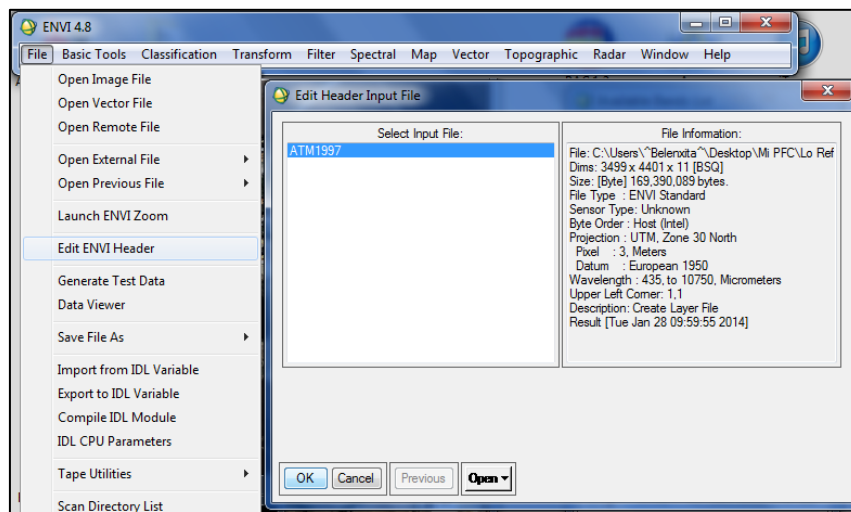 ENVI 4.8
File Basic Tools Classification Transform Filter Spectral Map Vector Topographic Radar Window Help
Open Image File
Open Vector File
Open Remote File
Open External File
Open Previous File
Launch ENVI Zoom
Edit ENVI Header
Generate Test Data
Data Viewer
Save File As
Import from IDL Variable
Export to IDL Variable
Compile IDL Module
IDL CPU Parameters
Tape Utilities
Scan Directory List
Edit Header Input File
Select Input File:
ATM1997
File Information:
File: C:\Users\^Belenxita^\Desktop\Mi PFC\Lo Ref
Dims: 3499 x 4401 x 11 [BSQ]
Size: [Byte] 169,390,089 bytes.
File Type : ENVI Standard
Sensor Type: Unknown
Byte Order : Host (Intel)
Projection : UTM, Zone 30 North
Pixel : 3, Meters
Datum : European 1950
Wavelength : 435, to 10750, Micrometers
Upper Left Corner: 1,1
Description: Create Layer File
Result [Tue Jan 28 09:59:55 2014]
OK Cancel Previous Open